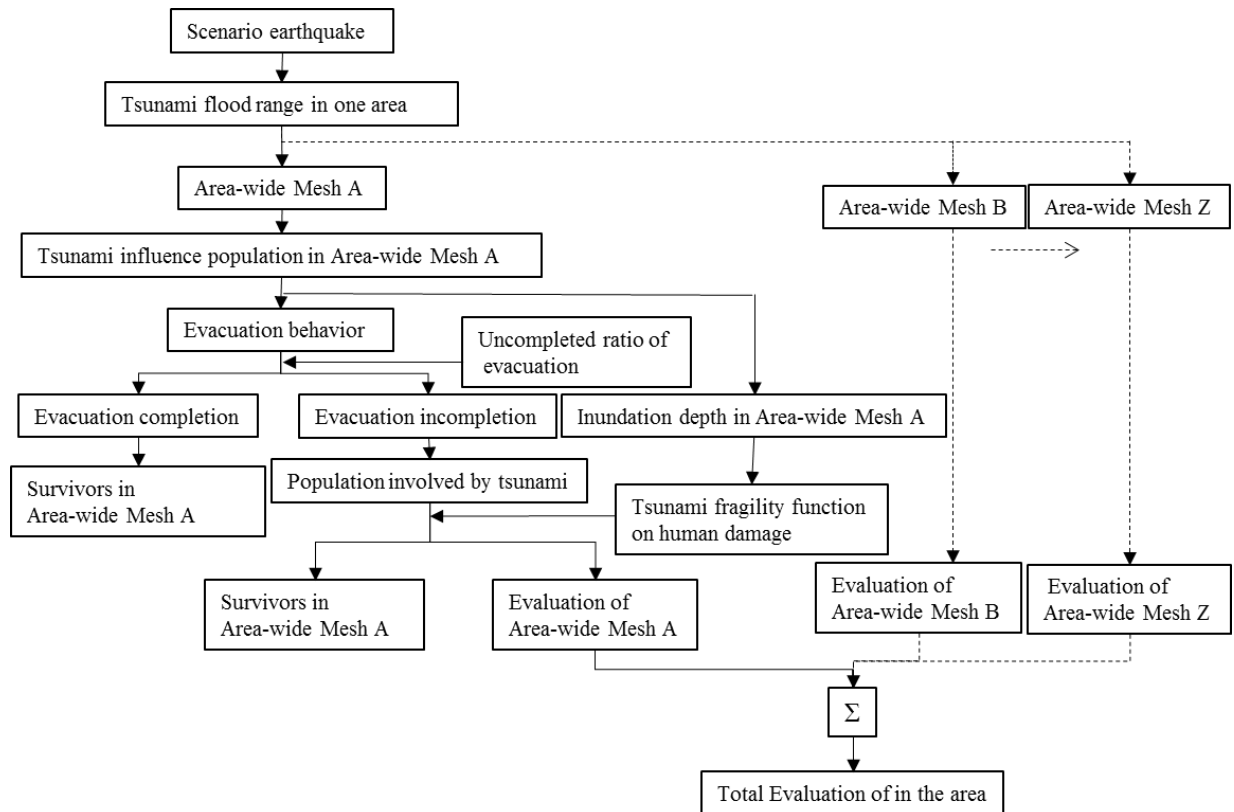 Scenario earthquake
Tsunami flood range in one area
Area-wide Mesh A
Area-wide Mesh B
Area-wide Mesh Z
Tsunami influence population in Area-wide Mesh A
Evacuation behavior
Uncompleted ratio of
evacuation
Evacuation completion
Evacuation incompletion
Inundation depth in Area-wide Mesh A
Survivors in
Area-wide Mesh A
Population involved by tsunami
Tsunami fragility function
on human damage
Survivors in
Area-wide Mesh A
Evaluation of
Area-wide Mesh A
Evaluation of
Area-wide Mesh B
Evaluation of
Area-wide Mesh Z
Σ
Total Evaluation of in the area